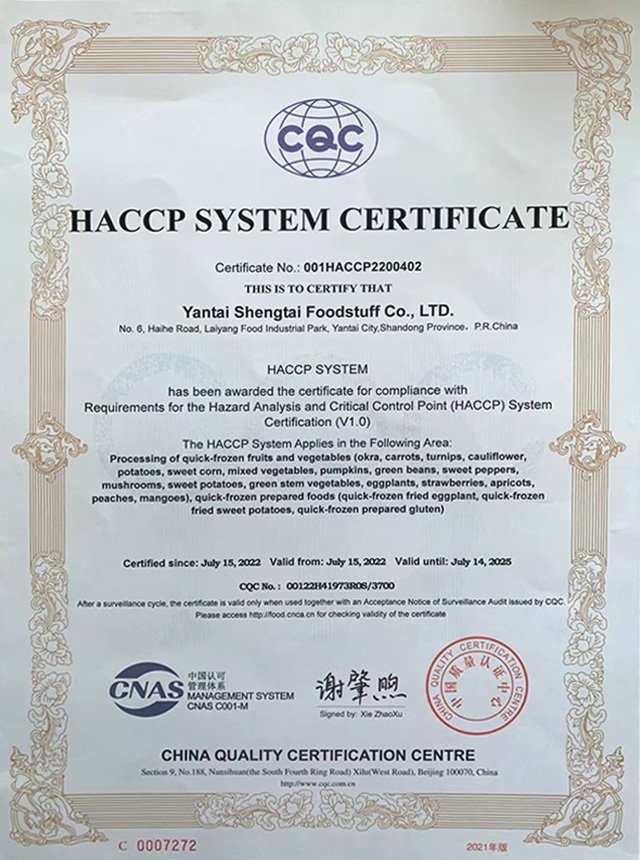 CQC
HACCP SYSTEM CERTIFICATE
Certificate No.: 001HACCP2200402
THIS IS TO CERTIFY THAT
Yantai Shengtai Foodstuff Co., LTD.
No. 6, Haihe Road, Laiyang Food Industrial Park, Yantai City,Shandong Province, P.R.China
HACCP SYSTEM
has been awarded the certificate for compliance with
Requirements for the Hazard Analysis and Critical Control Point (HACCP) System
Certification (V1.0)
The HACCP System Applies in the Following Area:
Processing of quick-frozen fruits and vegetables (okra, carrots, turnips, cauliflower,
potatoes, sweet corn, mixed vegetables, pumpkins, green beans, sweet peppers,
mushrooms, sweet potatoes, green stem vegetables, eggplants, strawberries, apricots,
peaches, mangoes), quick-frozen prepared foods (quick-frozen fried eggplant, quick-frozen
fried sweet potatoes, quick-frozen prepared gluten)
Certified since: July 15, 2022 Valid from: July 15, 2022 Valid until: July 14, 2025
CQC No.: 00122H41973R0S/3700
After a surveillance cycle, the certificate is valid only when used together with an Acceptance Notice of Surveillance Audit issued by CQC.
Please access http://food.cnca.cn for checking validity of the certificate
CNAS
中国认可
管理体系
MANAGEMENT SYSTEM
CNAS C001-M
谢肇煦
Signed by: Xie ZhaoXu
CHINA QUALITY CERTIFICATION CENTRE
中国质量认证中心
CHINA QUALITY CERTIFICATION CENTRE
Section 9, No.188, Nansihuan(the South Fourth Ring Road) Xilu(West Road), Beijing 100070, China
http://www.cqc.com.cn
C 0007272
2021年版